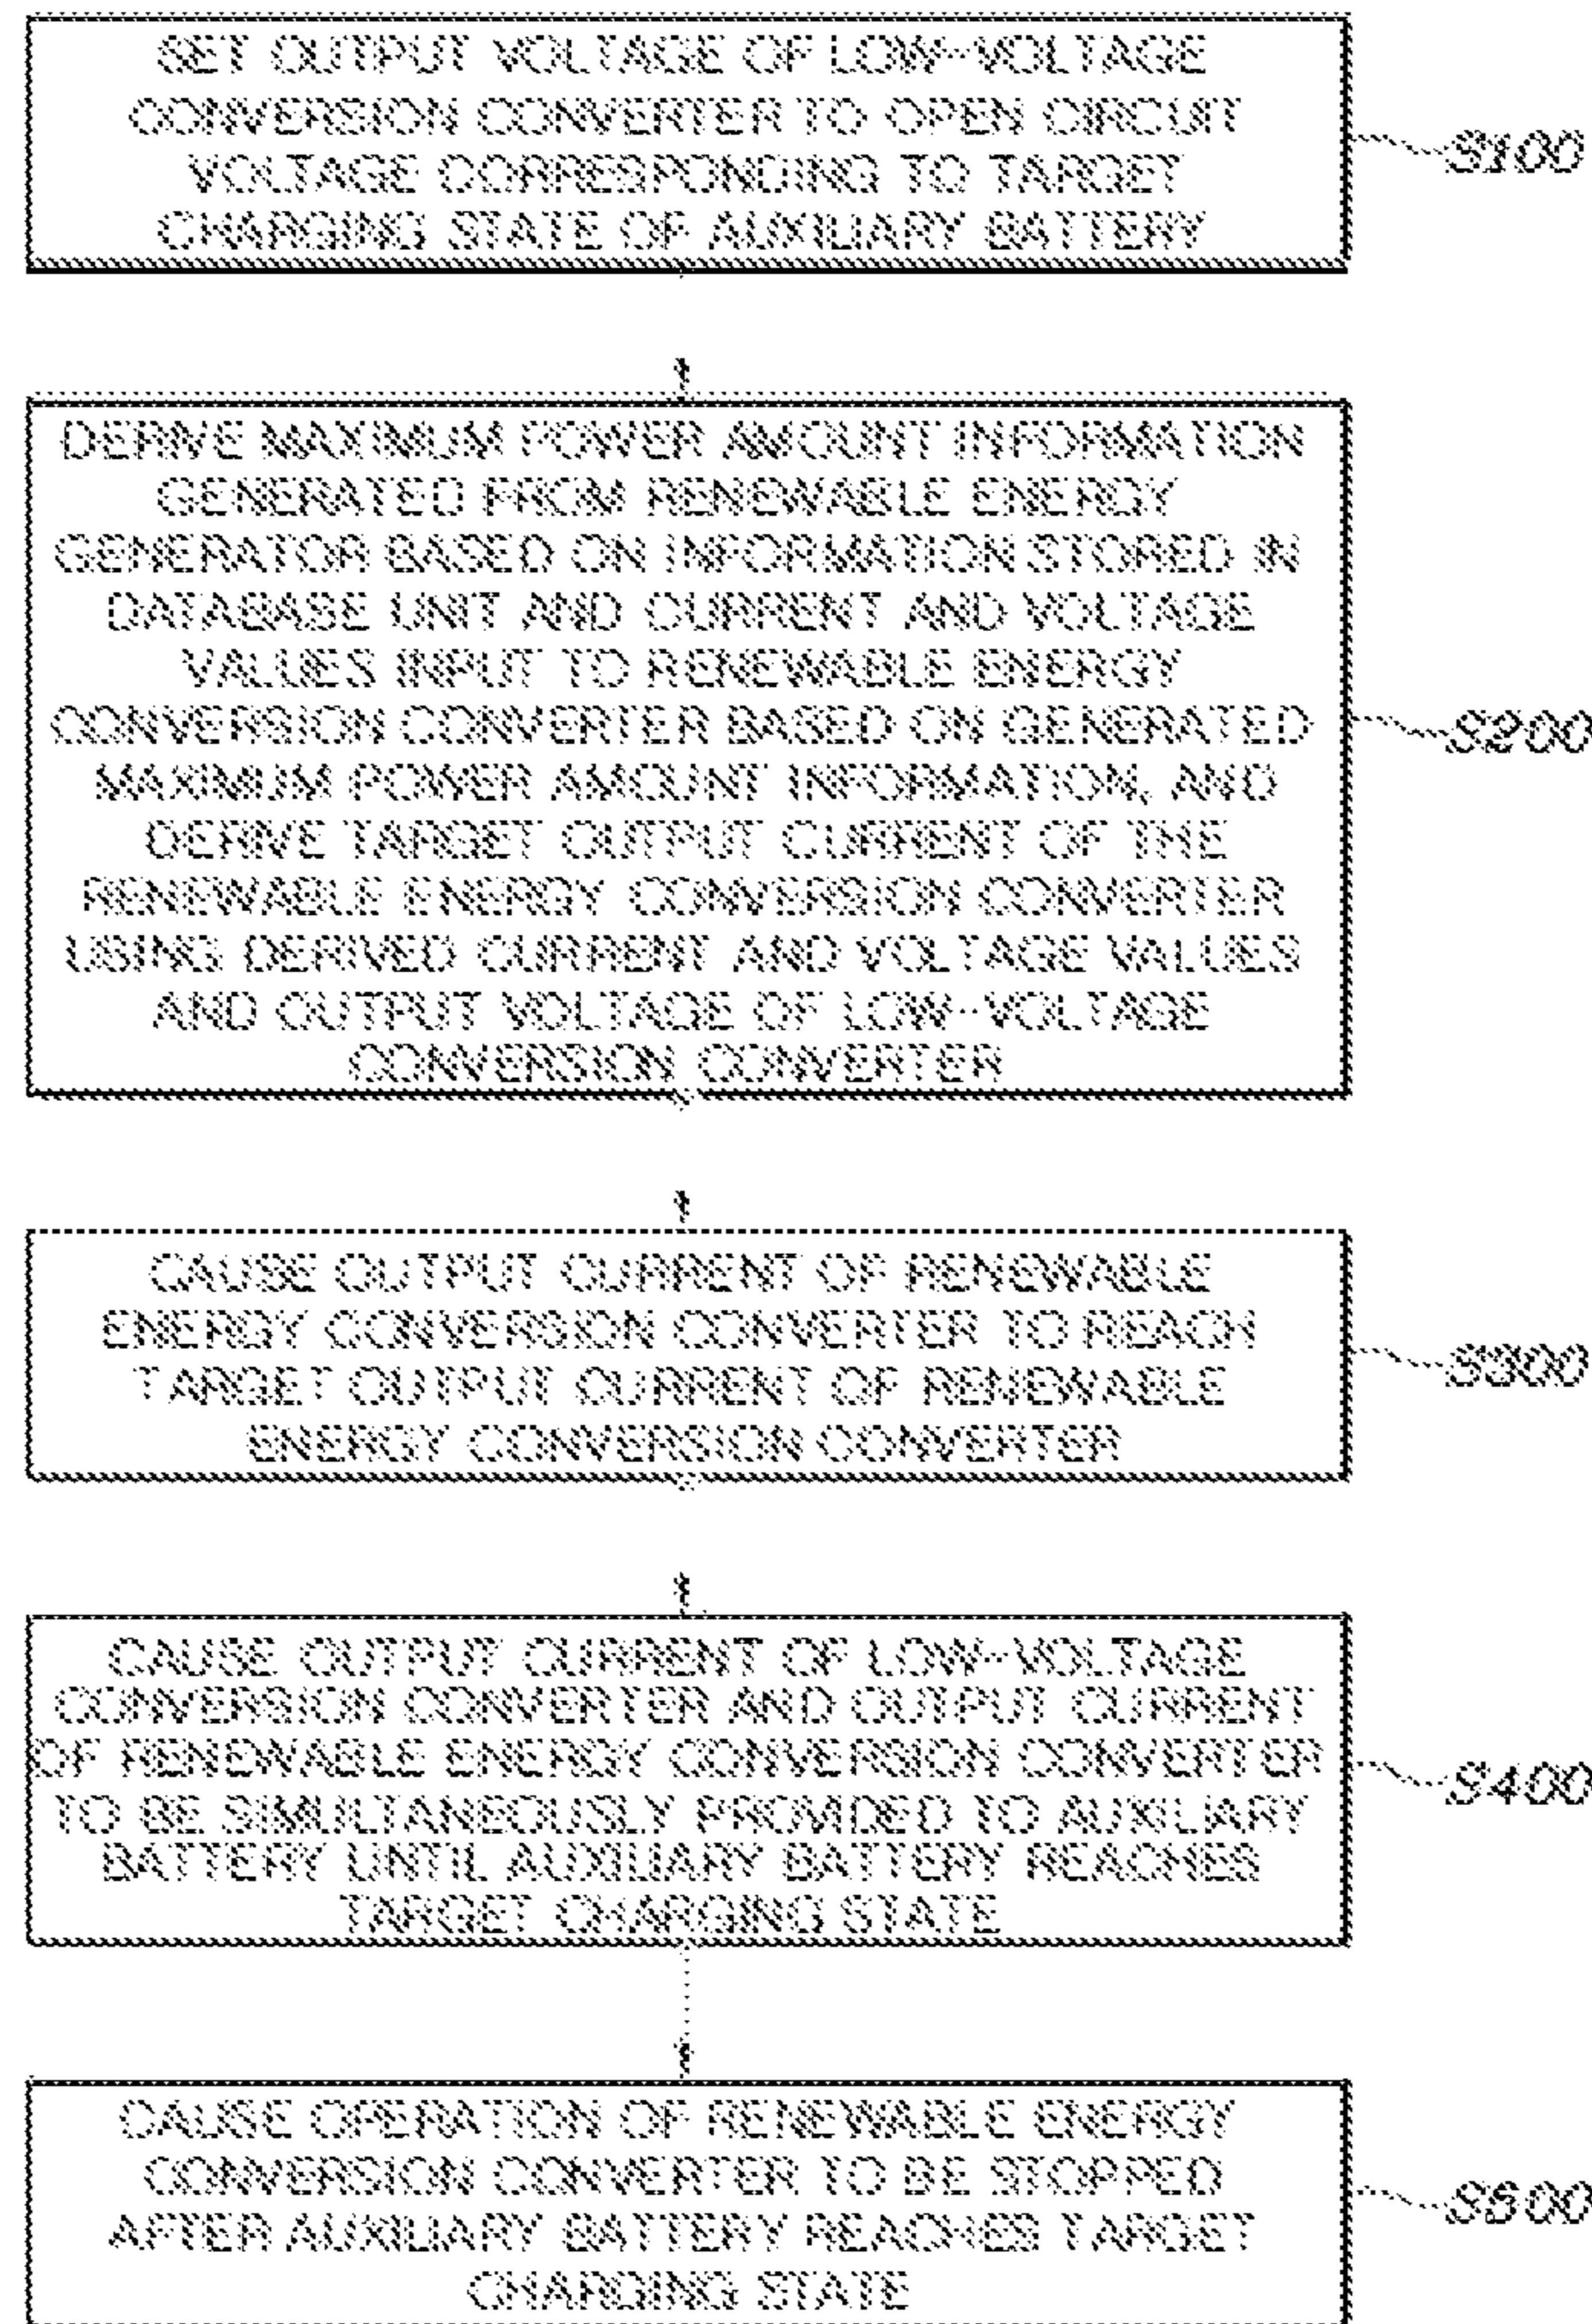 SET OUTPUT VOLTAGE OF LOW-VOLTAGE
CONVERSION CONVERTER TO OPEN CIRCUIT
VOLTAGE CORRESPONDING TO TARGET
CHARGING STATE OF AUXILIARY BATTERY
S100
DERIVE MAXIMUM POWER AMOUNT INFORMATION
GENERATED FROM RENEWABLE ENERGY
GENERATOR BASED ON INFORMATION STORED IN
DATABASE UNIT AND CURRENT AND VOLTAGE
VALUES INPUT TO RENEWABLE ENERGY
CONVERSION CONVERTER BASED ON GENERATED
MAXIMUM POWER AMOUNT INFORMATION, AND
DERIVE TARGET OUTPUT CURRENT OF THE
RENEWABLE ENERGY CONVERSION CONVERTER
USING DERIVED CURRENT AND VOLTAGE VALUES
AND OUTPUT VOLTAGE OF LOW-VOLTAGE
CONVERSION CONVERTER
S200
CAUSE OUTPUT CURRENT OF RENEWABLE
ENERGY CONVERSION CONVERTER TO REACH
TARGET OUTPUT CURRENT OF RENEWABLE
ENERGY CONVERSION CONVERTER
S300
CAUSE OUTPUT CURRENT OF LOW-VOLTAGE
CONVERSION CONVERTER AND OUTPUT CURRENT
OF RENEWABLE ENERGY CONVERSION CONVERTER
TO BE SIMULTANEOUSLY PROVIDED TO AUXILIARY
BATTERY UNTIL AUXILIARY BATTERY REACHES
TARGET CHARGING STATE
S400
CAUSE OPERATION OF RENEWABLE ENERGY
CONVERSION CONVERTER TO BE STOPPED
AFTER AUXILIARY BATTERY REACHES TARGET
CHARGING STATE
S500